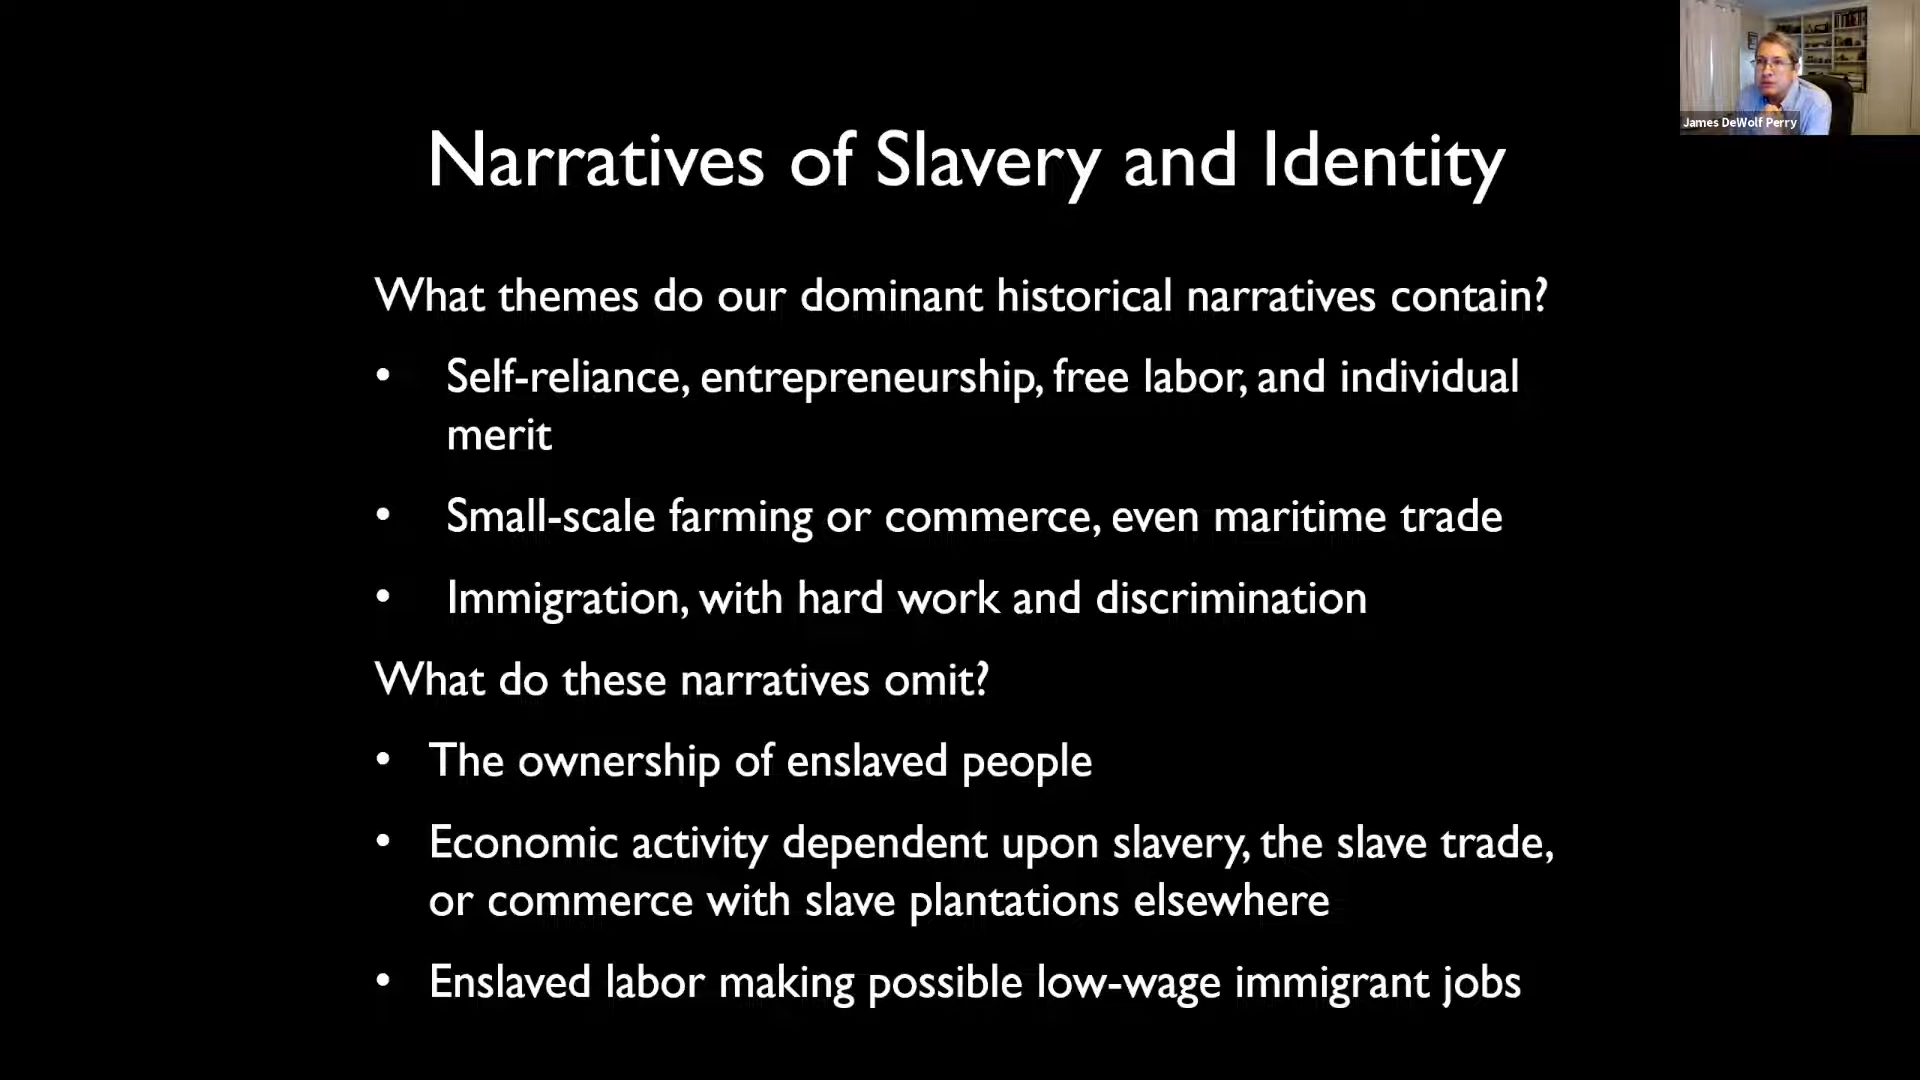 James DeWolf Perry
Narratives of Slavery and Identity
What themes do our dominant historical narratives contain?
• Self-reliance, entrepreneurship, free labor, and individual
merit
• Small-scale farming or commerce, even maritime trade
• Immigration, with hard work and discrimination
What do these narratives omit?
• The ownership of enslaved people
• Economic activity dependent upon slavery, the slave trade,
or commerce with slave plantations elsewhere
• Enslaved labor making possible low-wage immigrant jobs